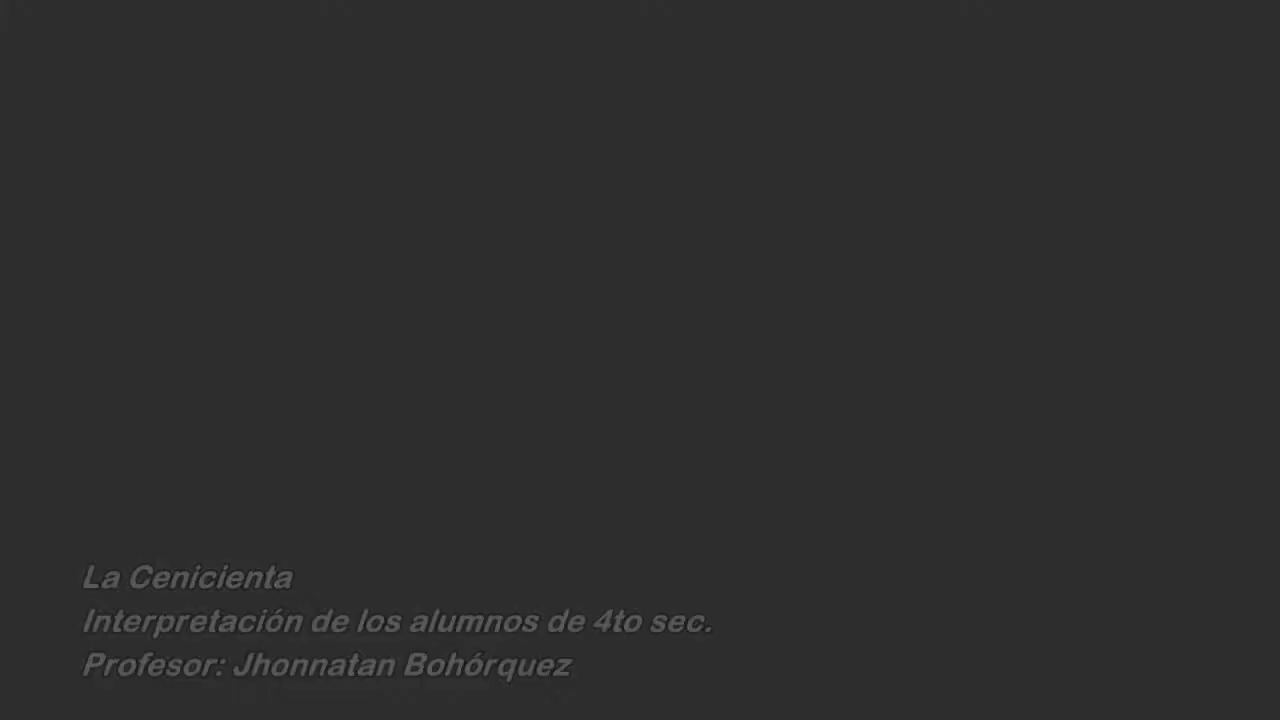 La Cenicienta
Interpretación de los alumnos de 4to sec.
Profesor: Jhonnatan Bohórquez